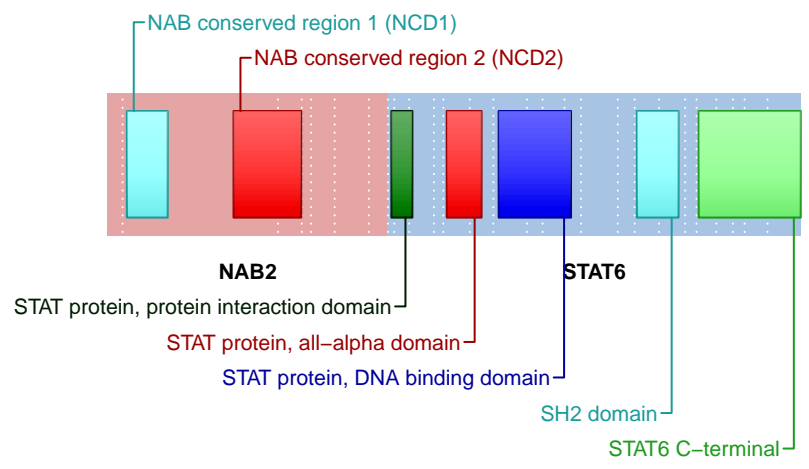 NAB conserved region 1 (NCD1)
NAB conserved region 2 (NCD2)
NAB2 STAT6
STAT protein, protein interaction domain
STAT protein, all−alpha domain
STAT protein, DNA binding domain
SH2 domain
STAT6 C−terminal